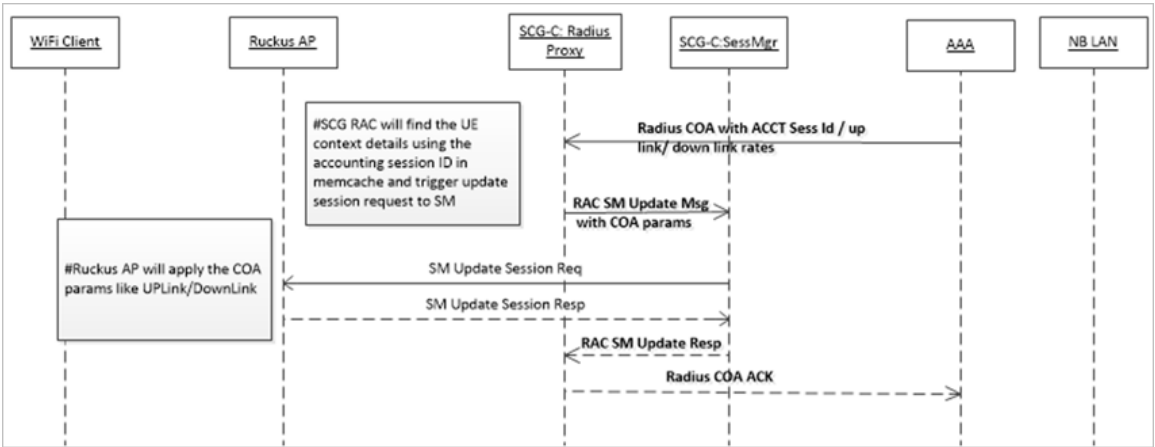 WiFi Client
Ruckus AP
SCG-C: Radius
Proxy
SCG-C:SessMgr
AAA
NB LAN
#SCG RAC will find the UE
context details using the
accounting session ID in
memcache and trigger update
session request to SM
Radius COA with ACCT Sess Id / up
link/ down link rates
RAC SM Update Msg
with COA params
#Ruckus AP will apply the COA
params like UPLink/DownLink
SM Update Session Req
SM Update Session Resp
RAC SM Update Resp
Radius COA ACK